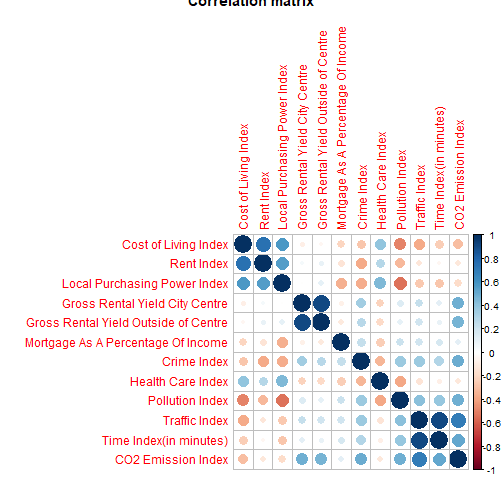 Correlation matrix
Cost of Living Index
Rent Index
Local Purchasing Power Index
Gross Rental Yield City Centre
Gross Rental Yield Outside of Centre
Mortgage As A Percentage Of Income
Crime Index
Health Care Index
Pollution Index
Traffic Index
Time Index(in minutes)
CO2 Emission Index
Cost of Living Index
Rent Index
Local Purchasing Power Index
Gross Rental Yield City Centre
Gross Rental Yield Outside of Centre
Mortgage As A Percentage Of Income
Crime Index
Health Care Index
Pollution Index
Traffic Index
Time Index(in minutes)
CO2 Emission Index
1
0.8
0.6
0.4
0.2
0
-0.2
-0.4
-0.6
-0.8
-1